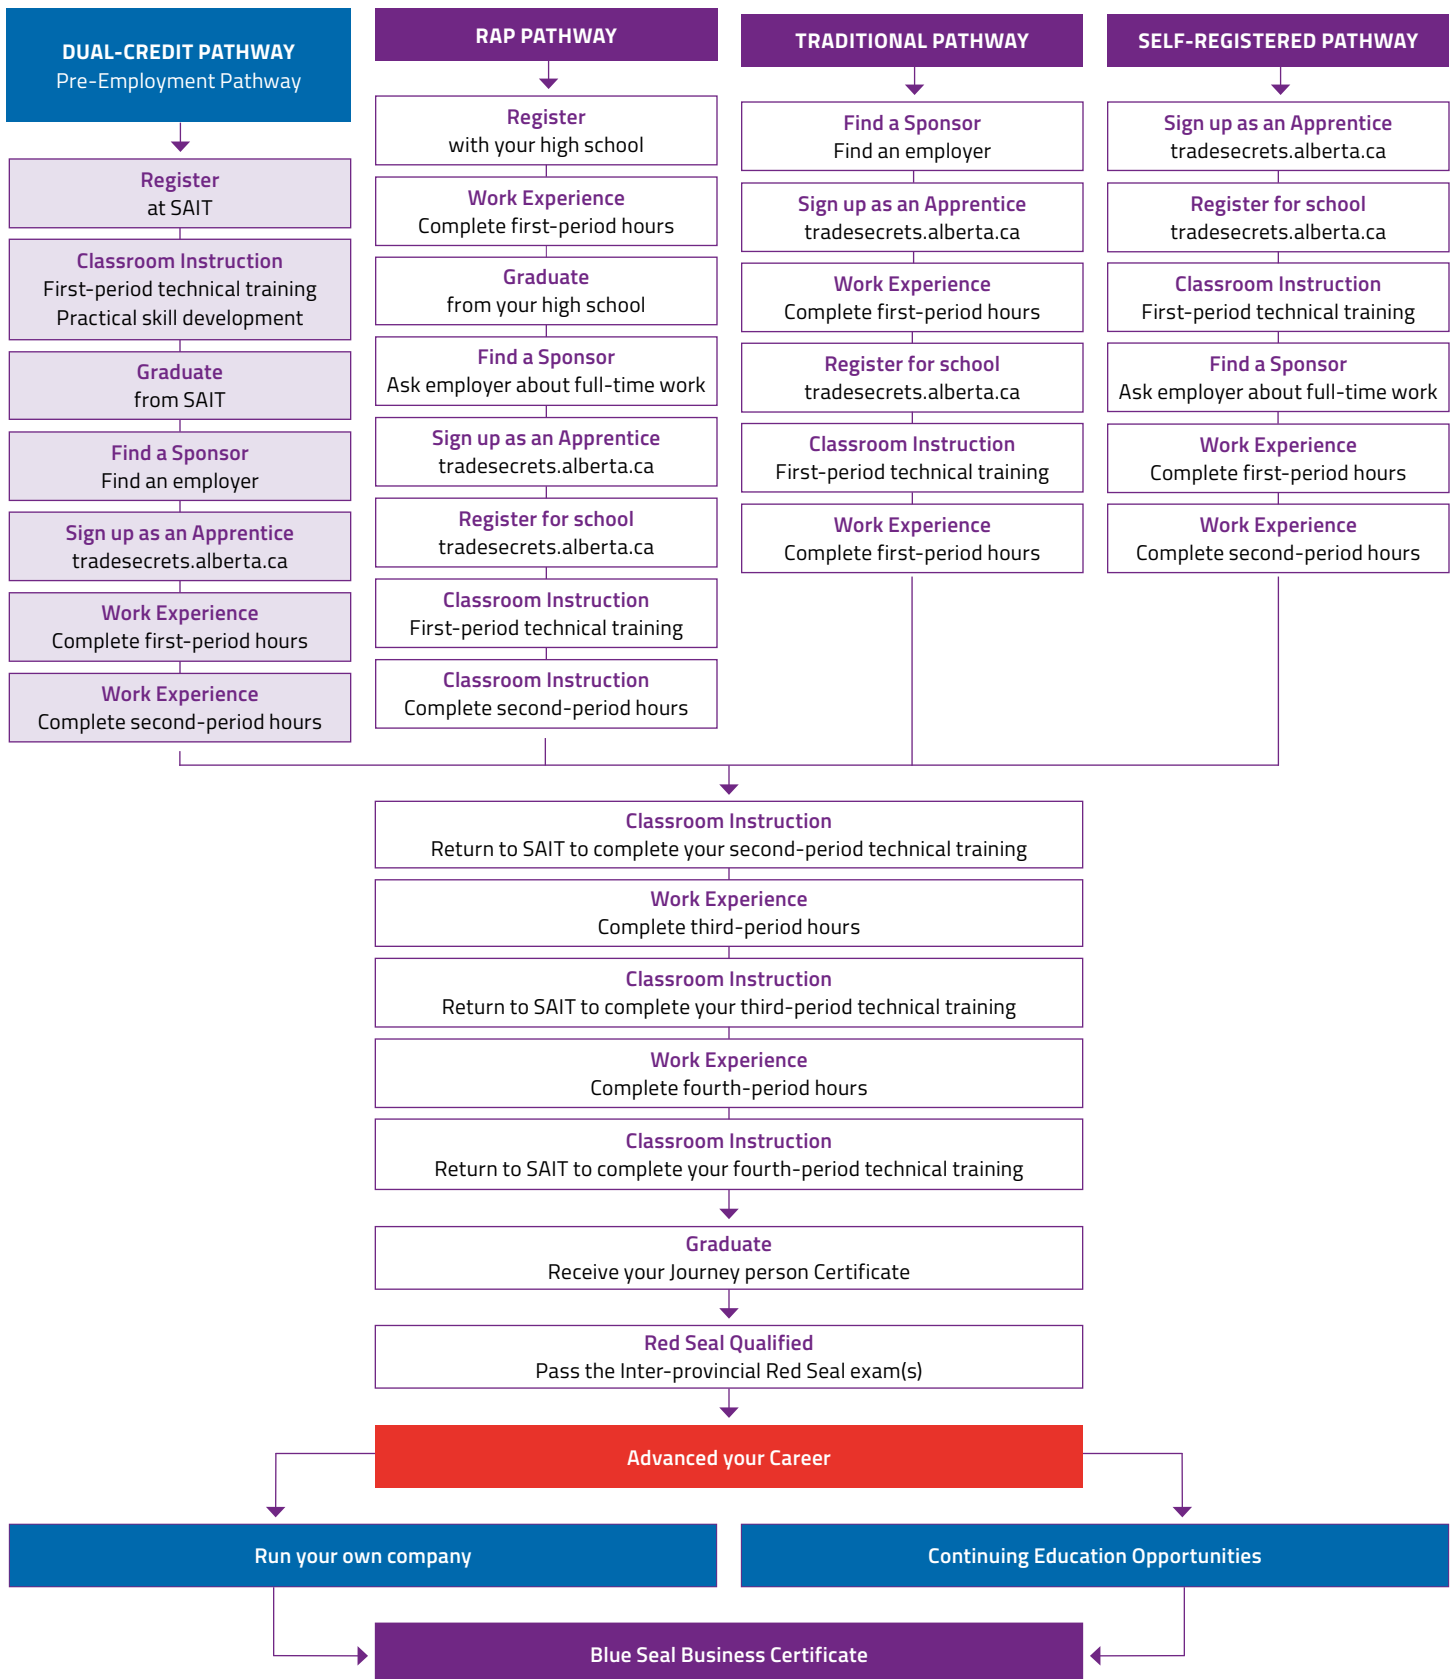 DUAL-CREDIT PATHWAY
Pre-Employment Pathway
Register
at SAIT
Classroom Instruction
First-period technical training
Practical skill development
Graduate
from SAIT
Find a Sponsor
Find an employer
Sign up as an Apprentice
tradesecrets.alberta.ca
Work Experience
Complete first-period hours
Work Experience
Complete second-period hours
RAP PATHWAY
Register
with your high school
Work Experience
Complete first-period hours
Graduate
from your high school
Find a Sponsor
Ask employer about full-time work
Sign up as an Apprentice
tradesecrets.alberta.ca
Register for school
tradesecrets.alberta.ca
Classroom Instruction
First-period technical training
Classroom Instruction
Complete second-period hours
TRADITIONAL PATHWAY
Find a Sponsor
Find an employer
Sign up as an Apprentice
tradesecrets.alberta.ca
Work Experience
Complete first-period hours
Register for school
tradesecrets.alberta.ca
Classroom Instruction
First-period technical training
Work Experience
Complete first-period hours
SELF-REGISTERED PATHWAY
Sign up as an Apprentice
tradesecrets.alberta.ca
Register for school
tradesecrets.alberta.ca
Classroom Instruction
First-period technical training
Find a Sponsor
Ask employer about full-time work
Work Experience
Complete first-period hours
Work Experience
Complete second-period hours
Classroom Instruction
Return to SAIT to complete your second-period technical training
Work Experience
Complete third-period hours
Classroom Instruction
Return to SAIT to complete your third-period technical training
Work Experience
Complete fourth-period hours
Classroom Instruction
Return to SAIT to complete your fourth-period technical training
Graduate
Receive your Journey person Certificate
Red Seal Qualified
Pass the Inter-provincial Red Seal exam(s)
Advanced your Career
Run your own company
Continuing Education Opportunities
Blue Seal Business Certificate